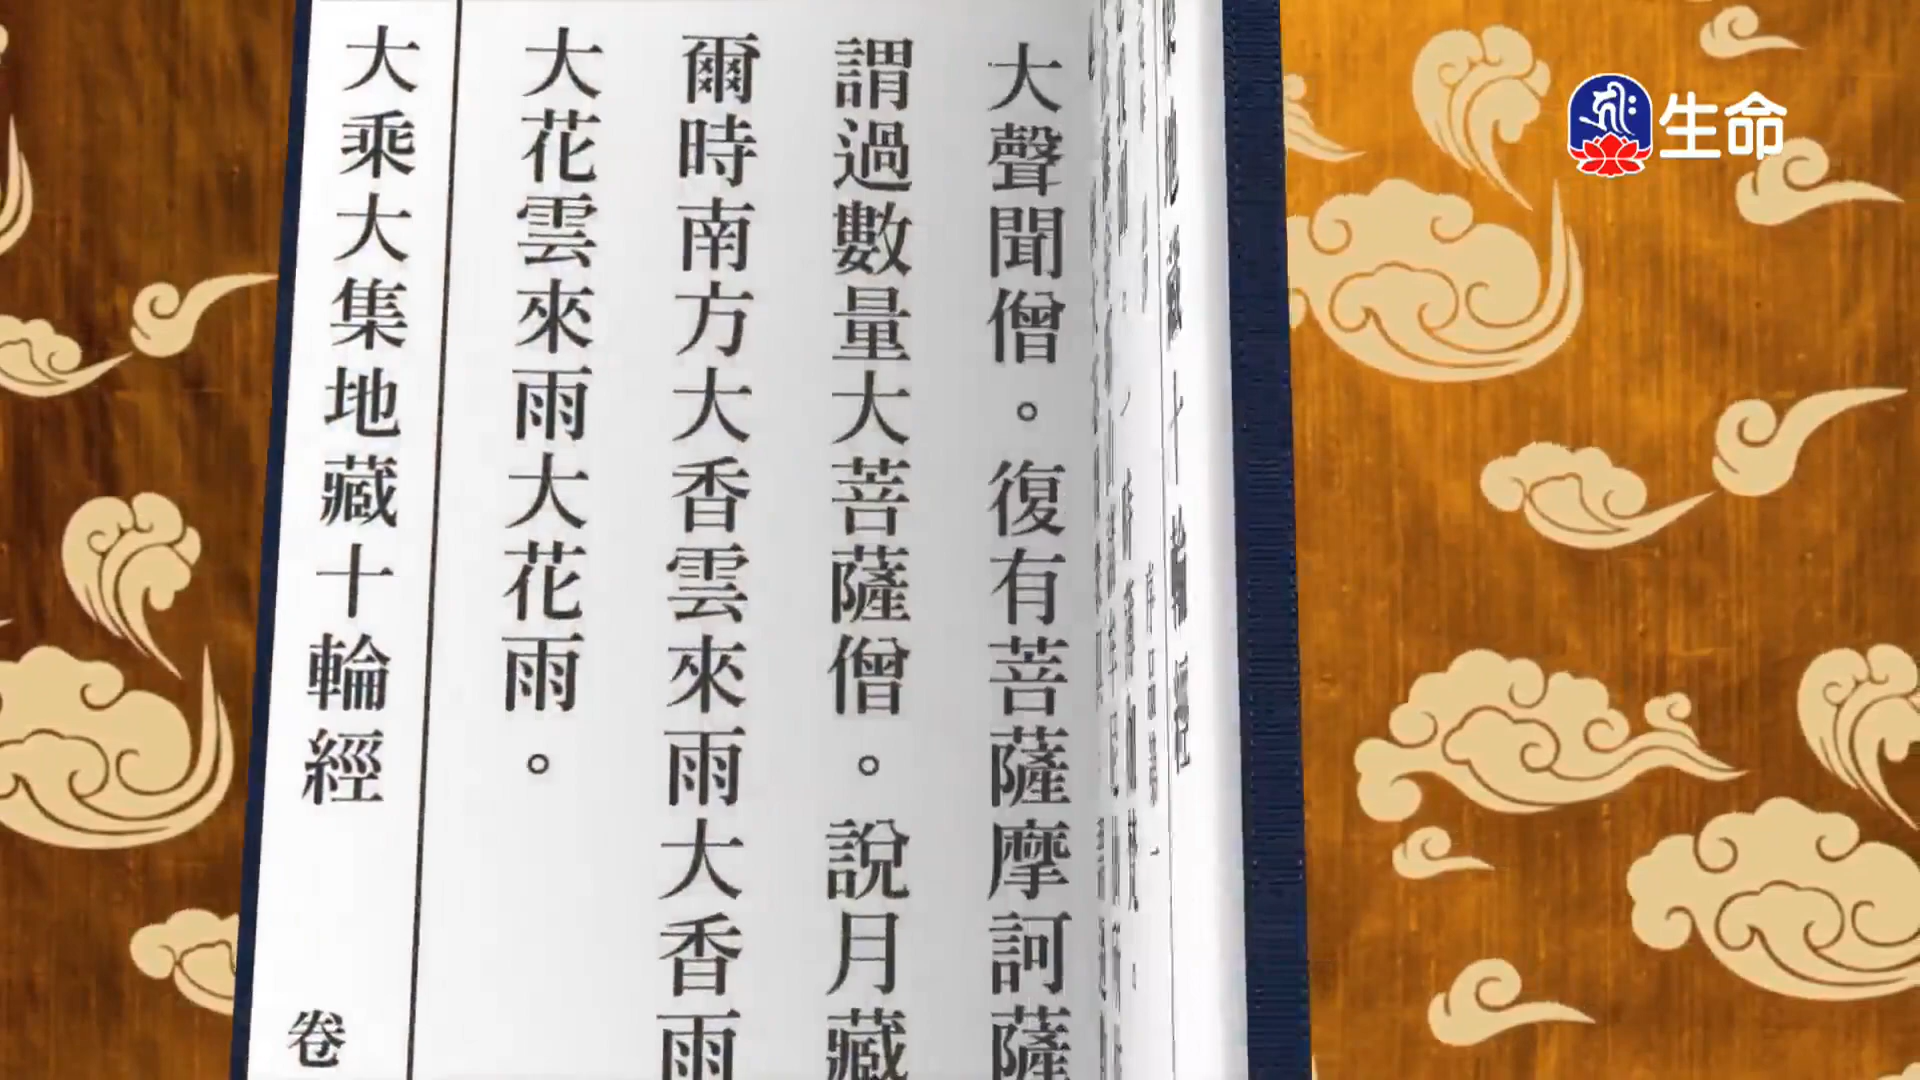 大聲聞僧。復有菩薩摩訶薩
謂過數量大菩薩僧。說月藏
爾時南方大香雲來雨大香雨
大花雲來雨大花雨。
大乘大集地藏十輪經
卷
生命